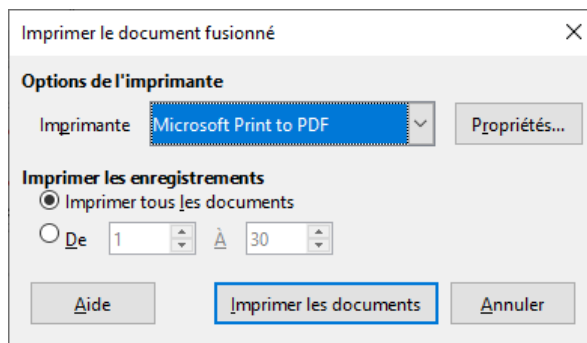 Imprimer le document fusionné
Options de l'imprimante
Imprimante Microsoft Print to PDF Propriétés...
Imprimer les enregistrements
Imprimer tous les documents
De 1 À 30
Aide Imprimer les documents Annuler